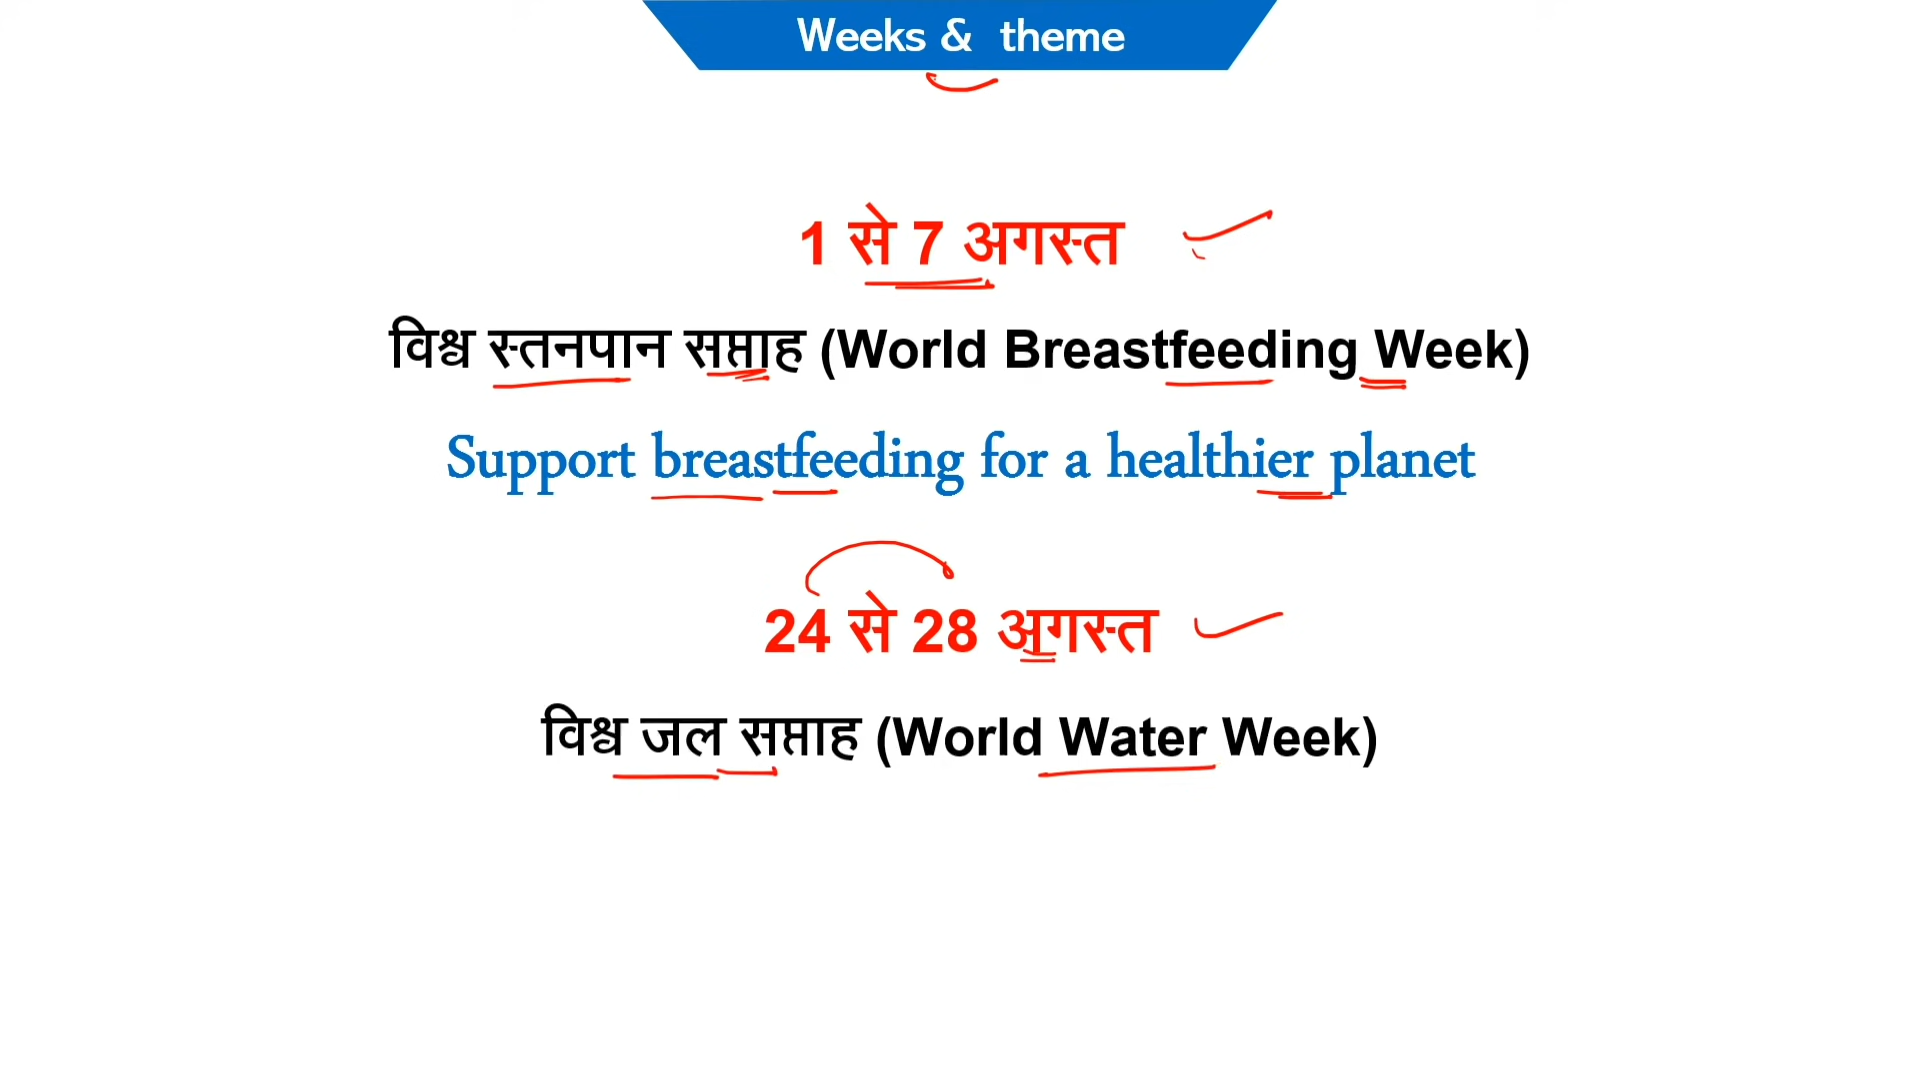 Weeks & theme
1 से 7 अगस्त
विश्व स्तनपान सप्ताह (World Breastfeeding Week)
Support breastfeeding for a healthier planet
24 से 28 अगस्त
विश्व जल सप्ताह (World Water Week)